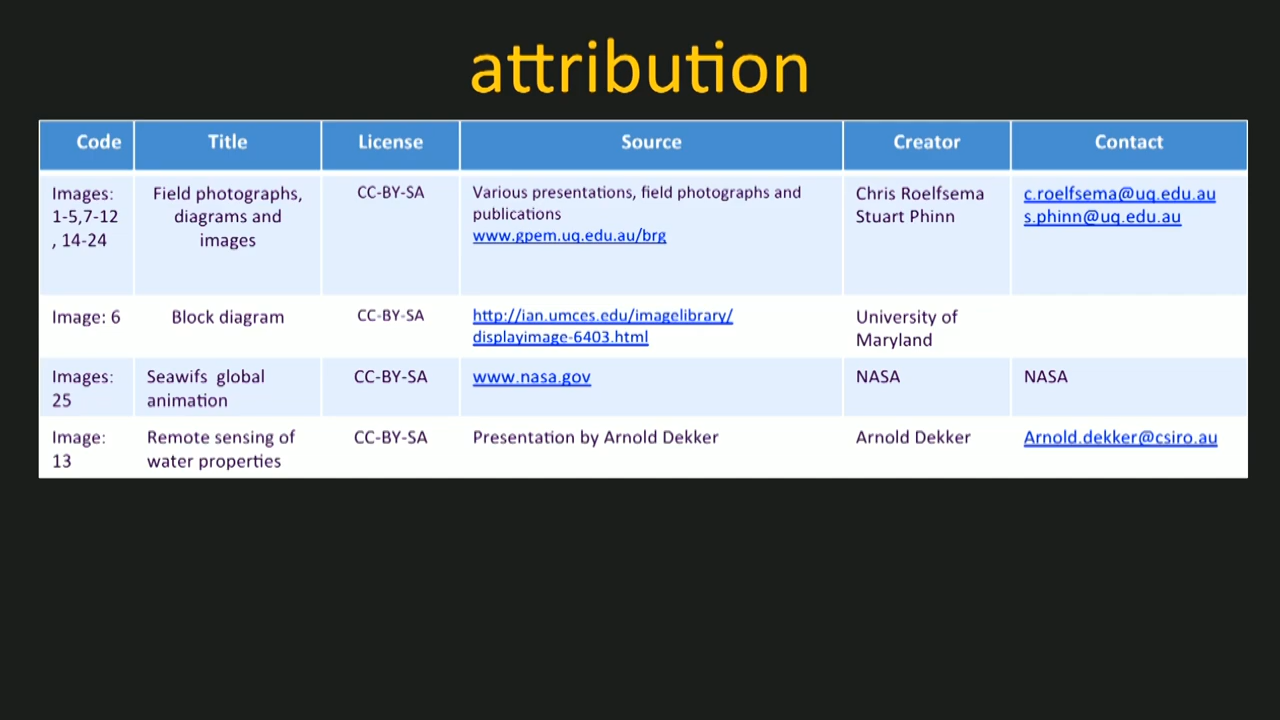 attribution
Code Title License Source Creator Contact
Images: 1-5,7-12 , 14-24 Field photographs, diagrams and images CC-BY-SA Various presentations, field photographs and publications www.gpem.uq.edu.au/brg Chris Roelfsema Stuart Phinn c.roelfsema@uq.edu.au s.phinn@uq.edu.au
Image: 6 Block diagram CC-BY-SA http://ian.umces.edu/imagelibrary/ displayimage-6403.html University of Maryland
Images: 25 Seawifs global animation CC-BY-SA www.nasa.gov NASA NASA
Image: 13 Remote sensing of water properties CC-BY-SA Presentation by Arnold Dekker Arnold Dekker Arnold.dekker@csiro.au